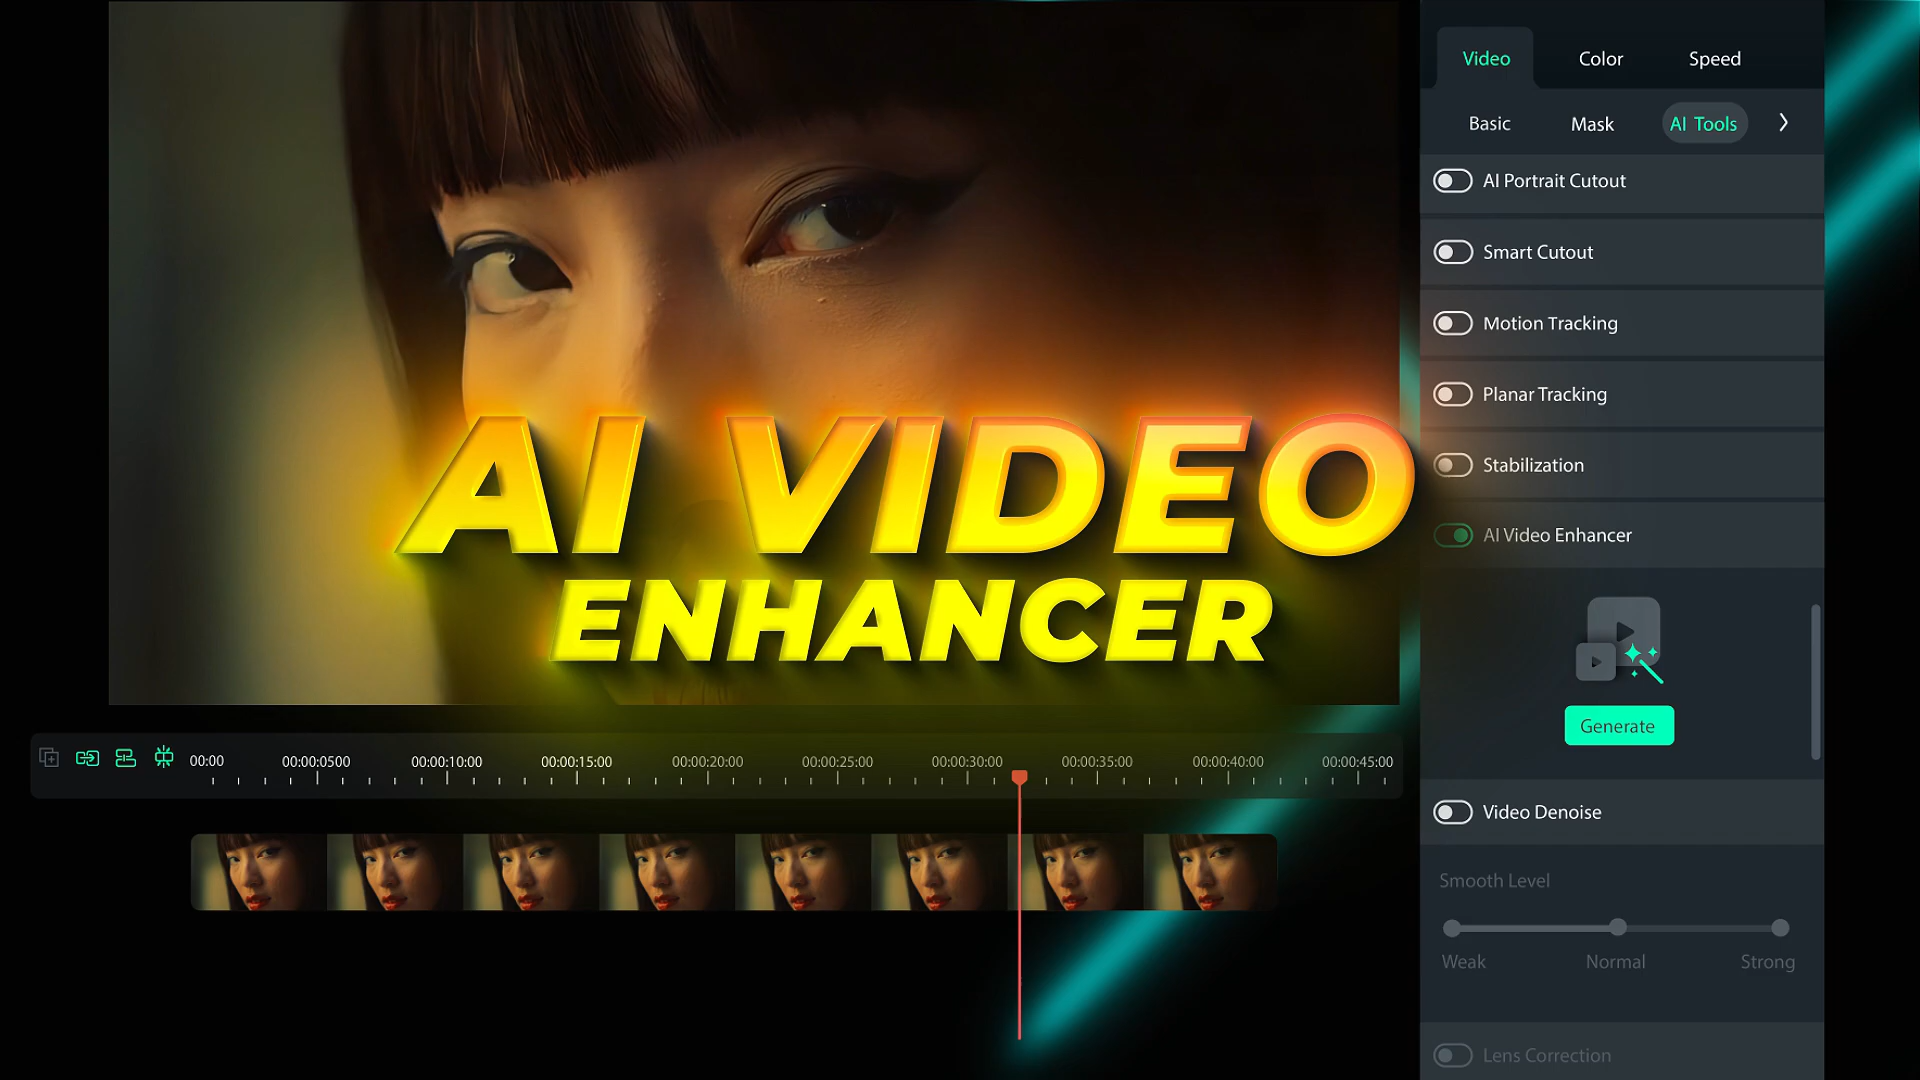 Video Color Speed
Basic Mask AI Tools
AI Portrait Cutout
Smart Cutout
Motion Tracking
Planar Tracking
Stabilization
AI Video Enhancer
Generate
Video Denoise
Smooth Level
Weak Normal Strong
Lens Correction
AI VIDEO
ENHANCER
00:00 00:00:0500 00:00:10:00 00:00:15:00 00:00:20:00 00:00:25:00 00:00:30:00 00:00:35:00 00:00:40:00 00:00:45:00